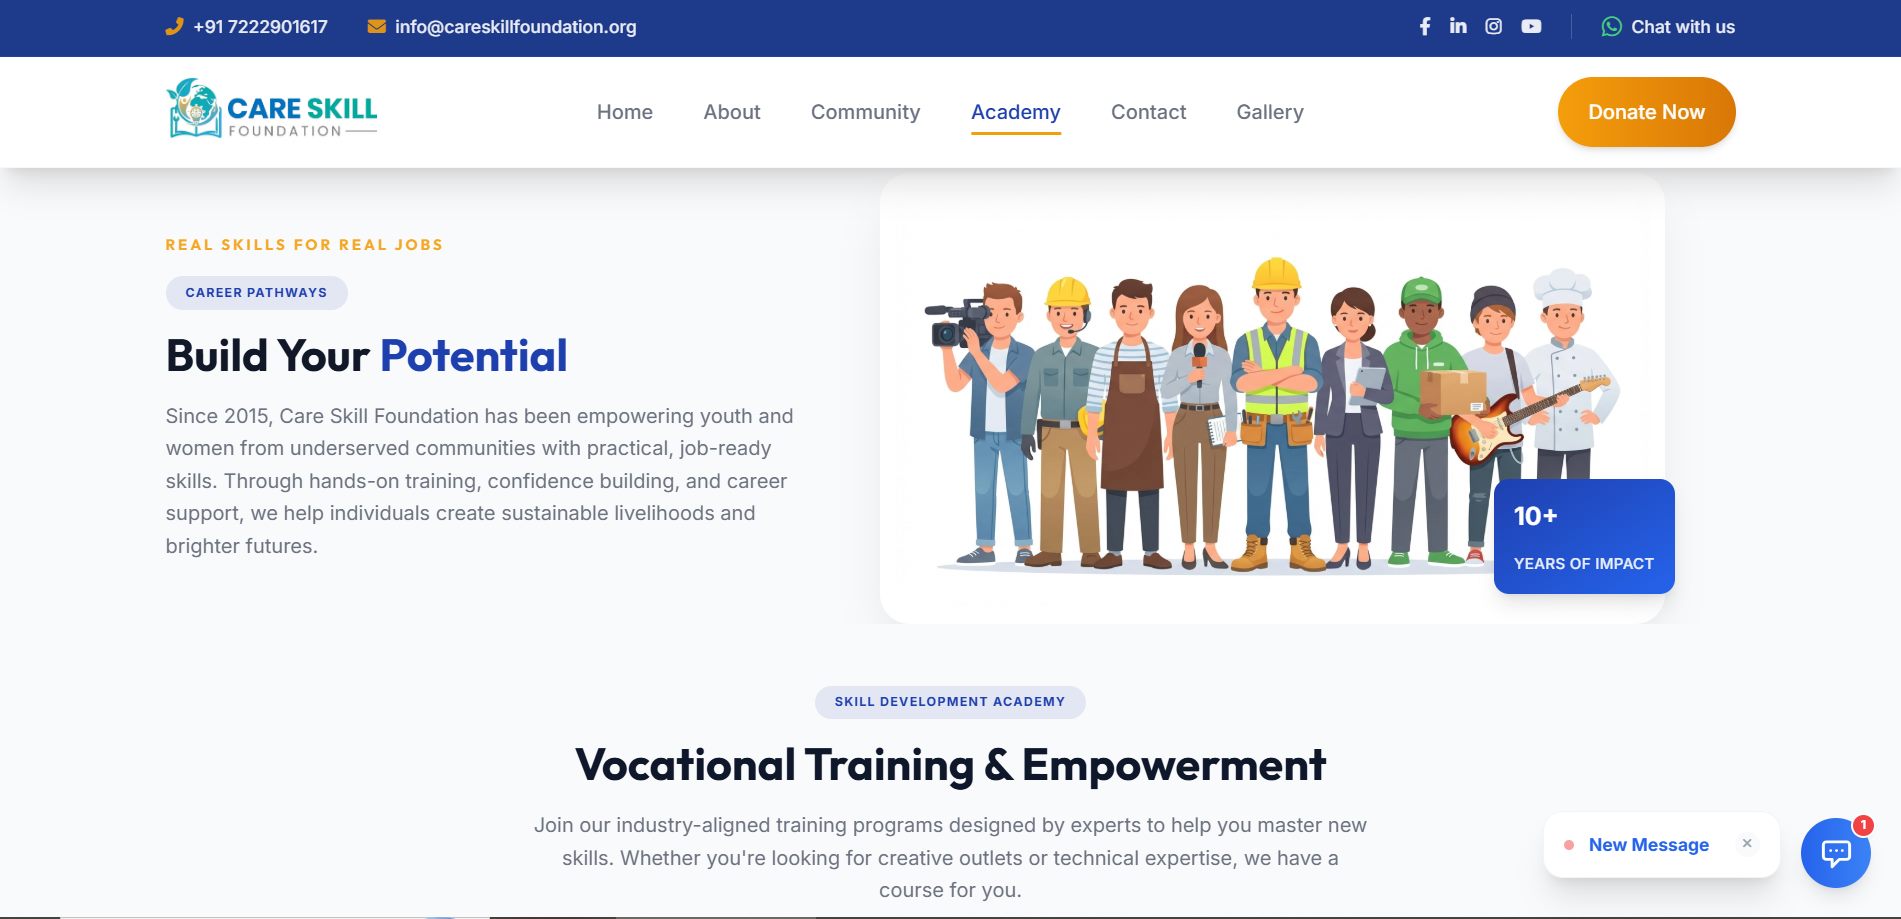 +91 7222901617
info@careskillfoundation.org
Chat with us
CARE SKILL
FOUNDATION
Home
About
Community
Academy
Contact
Gallery
Donate Now
REAL SKILLS FOR REAL JOBS
CAREER PATHWAYS
Build Your Potential
Since 2015, Care Skill Foundation has been empowering youth and
women from underserved communities with practical, job-ready
skills. Through hands-on training, confidence building, and career
support, we help individuals create sustainable livelihoods and
brighter futures.
10+
YEARS OF IMPACT
SKILL DEVELOPMENT ACADEMY
Vocational Training & Empowerment
Join our industry-aligned training programs designed by experts to help you master new
skills. Whether you're looking for creative outlets or technical expertise, we have a
course for you.
New Message
1